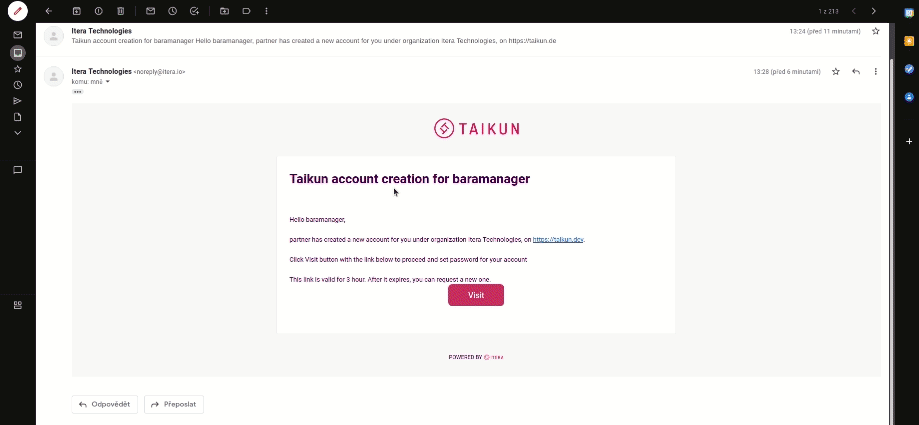 1 z 213
Itera Technologies
13:24 (před 11 minutami)
Taikun account creation for baramanager Hello baramanager, partner has created a new account for you under organization Itera Technologies, on https://taikun.de
Itera Technologies <noreply@itera.io>
13:28 (před 6 minutami)
komu: mně
TAIKUN
Taikun account creation for baramanager
Hello baramanager,
partner has created a new account for you under organization Itera Technologies, on https://taikun.dev.
Click Visit button with the link below to proceed and set password for your account
This link is valid for 3 hour. After it expires, you can request a new one.
Visit
POWERED BY
Odpovědět
Přeposlat